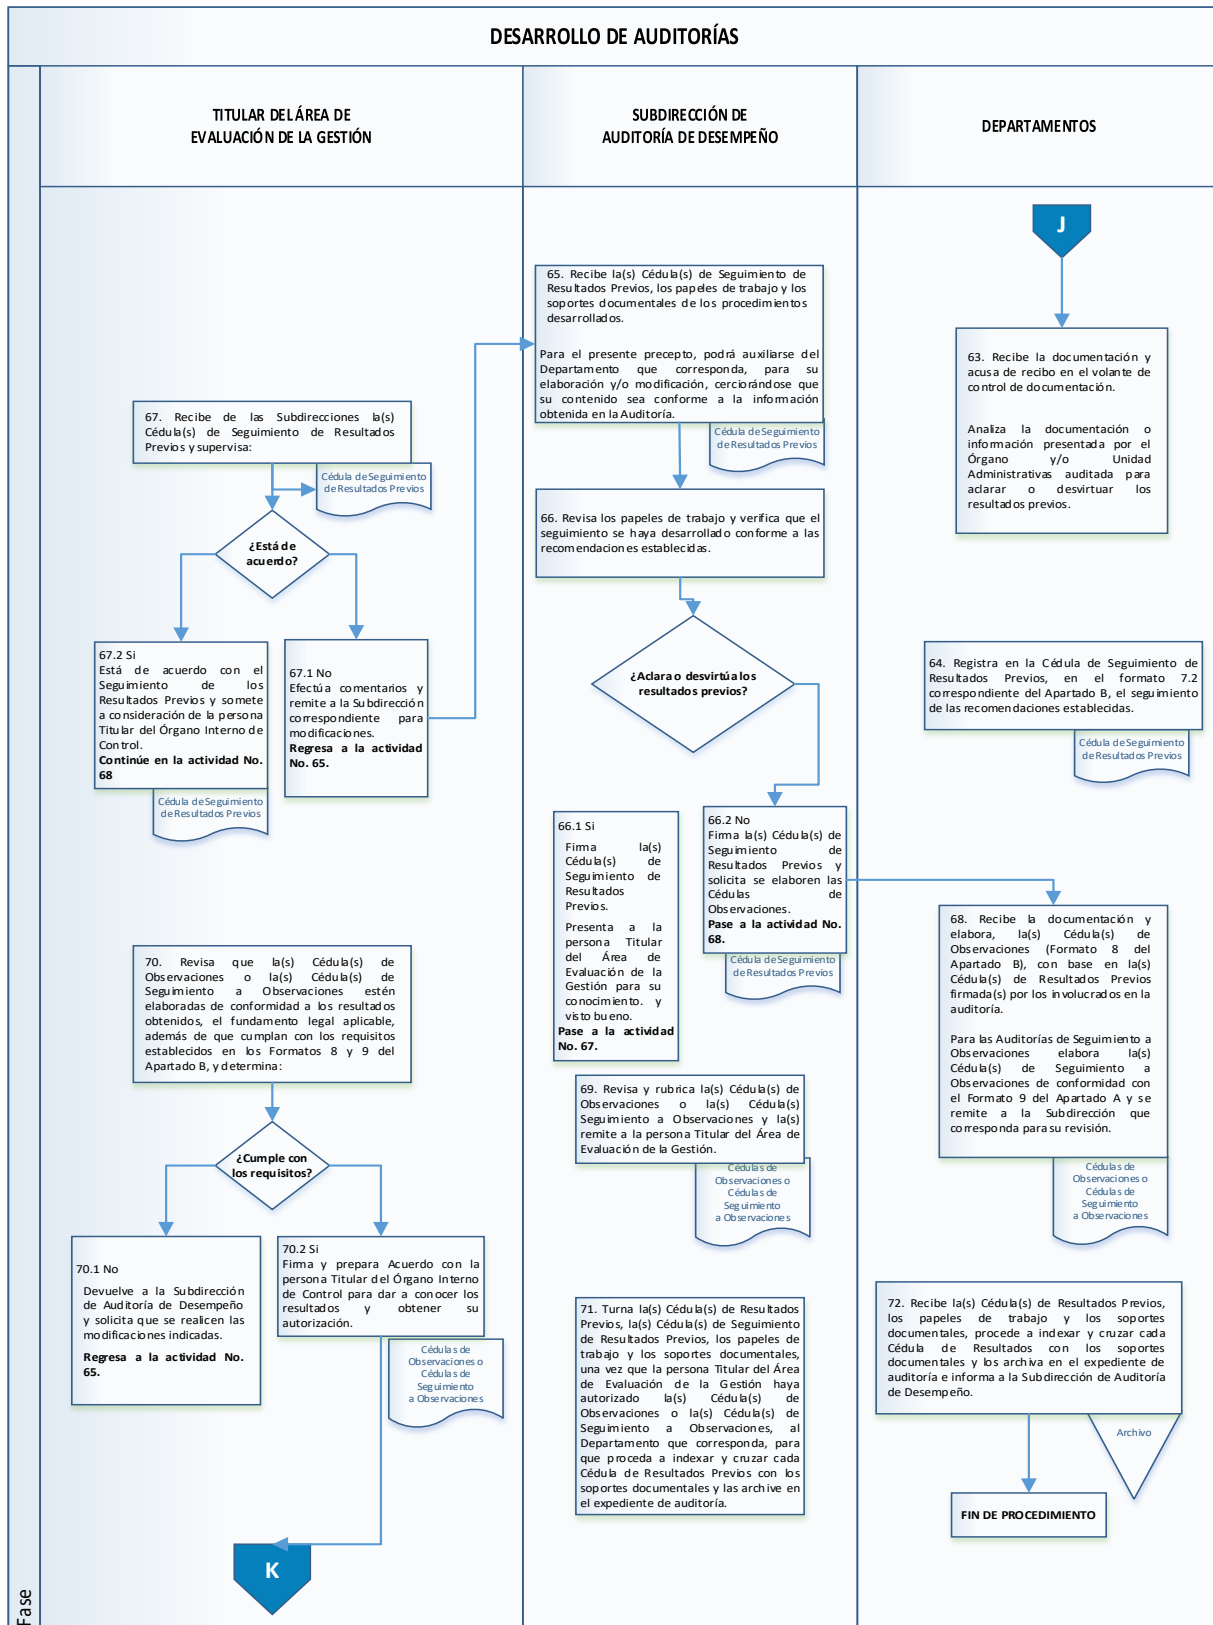 DESARROLLO DE AUDITORÍAS
TITULAR DEL ÁREA DE
EVALUACIÓN DE LA GESTIÓN
SUBDIRECCIÓN DE
AUDITORÍA DE DESEMPEÑO
DEPARTAMENTOS
Fase
J
63. Recibe la documentación y
acusa de recibo en el volante de
control de documentación.
Analiza la documentación o
información presentada por el
Órgano y/o Unidad
Administrativas auditada para
aclarar o desvirtuar los
resultados previos.
64. Registra en la Cédula de Seguimiento de
Resultados Previos, en el formato 7.2
correspondiente del Apartado B, el seguimiento
de las recomendaciones establecidas.
Cédula de Seguimiento
de Resultados Previos
65. Recibe la(s) Cédula(s) de Seguimiento de
Resultados Previos, los papeles de trabajo y los
soportes documentales de los procedimientos
desarrollados.
Para el presente precepto, podrá auxiliarse del
Departamento que corresponda, para su
elaboración y/o modificación, cerciorándose que
su contenido sea conforme a la información
obtenida en la Auditoría.
Cédula de Seguimiento
de Resultados Previos
66. Revisa los papeles de trabajo y verifica que el
seguimiento se haya desarrollado conforme a las
recomendaciones establecidas.
¿Aclara o desvirtúa los
resultados previos?
66.1 Si
Firma la(s)
Cédula(s) de
Seguimiento de
Resultados
Previos.
Presenta a la
persona Titular
del Área de
Evaluación de la
Gestión para su
conocimiento. y
visto bueno.
Pase a la actividad
No. 67.
66.2 No
Firma la(s) Cédula(s) de
Seguimiento de
Resultados Previos y
solicita se elaboren las
Cédulas de
Observaciones.
Pase a la actividad No.
68.
Cédula de Seguimiento
de Resultados Previos
67. Recibe de las Subdirecciones la(s)
Cédula(s) de Seguimiento de Resultados
Previos y supervisa:
Cédula de Seguimiento
de Resultados Previos
¿Está de
acuerdo?
67.2 Si
Está de acuerdo con el
Seguimiento de los
Resultados Previos y somete
a consideración de la persona
Titular del Órgano Interno de
Control.
Continúe en la actividad No.
68
Cédula de Seguimiento
de Resultados Previos
67.1 No
Efectúa comentarios y
remite a la Subdirección
correspondiente para
modificaciones.
Regresa a la actividad
No. 65.
68. Recibe la documentación y
elabora, la(s) Cédula(s) de
Observaciones (Formato 8 del
Apartado B), con base en la(s)
Cédula(s) de Resultados Previos
firmada(s) por los involucrados en la
auditoría.
Para las Auditorías de Seguimiento a
Observaciones elabora la(s)
Cédula(s) de Seguimiento a
Observaciones de conformidad con
el Formato 9 del Apartado A y se
remite a la Subdirección que
corresponda para su revisión.
Cédulas de
Observaciones o
Cédulas de
Seguimiento
a Observaciones
69. Revisa y rubrica la(s) Cédula(s) de
Observaciones o la(s) Cédula(s)
Seguimiento a Observaciones y la(s)
remite a la persona Titular del Área de
Evaluación de la Gestión.
Cédulas de
Observaciones o
Cédulas de
Seguimiento
a Observaciones
70. Revisa que la(s) Cédula(s) de
Observaciones o la(s) Cédula(s) de
Seguimiento a Observaciones estén
elaboradas de conformidad a los resultados
obtenidos, el fundamento legal aplicable,
además de que cumplan con los requisitos
establecidos en los Formatos 8 y 9 del
Apartado B, y determina:
¿Cumple con
los requisitos?
70.1 No
Devuelve a la Subdirección
de Auditoría de Desempeño
y solicita que se realicen las
modificaciones indicadas.
Regresa a la actividad No.
65.
70.2 Si
Firma y prepara Acuerdo con la
persona Titular del Órgano Interno
de Control para dar a conocer los
resultados y obtener su
autorización.
Cédulas de
Observaciones o
Cédulas de
Seguimiento
a Observaciones
K
71. Turna la(s) Cédula(s) de Resultados
Previos, la(s) Cédula(s) de Seguimiento
de Resultados Previos, los papeles de
trabajo y los soportes documentales,
una vez que la persona Titular del Área
de Evaluación de la Gestión haya
autorizado la(s) Cédula(s) de
Observaciones o la(s) Cédula(s) de
Seguimiento a Observaciones, al
Departamento que corresponda, para
que proceda a indexar y cruzar cada
Cédula de Resultados Previos con los
soportes documentales y las archive en
el expediente de auditoría.
72. Recibe la(s) Cédula(s) de Resultados Previos,
los papeles de trabajo y los soportes
documentales, procede a indexar y cruzar cada
Cédula de Resultados con los soportes
documentales y los archiva en el expediente de
auditoría e informa a la Subdirección de Auditoría
de Desempeño.
Archivo
FIN DE PROCEDIMIENTO